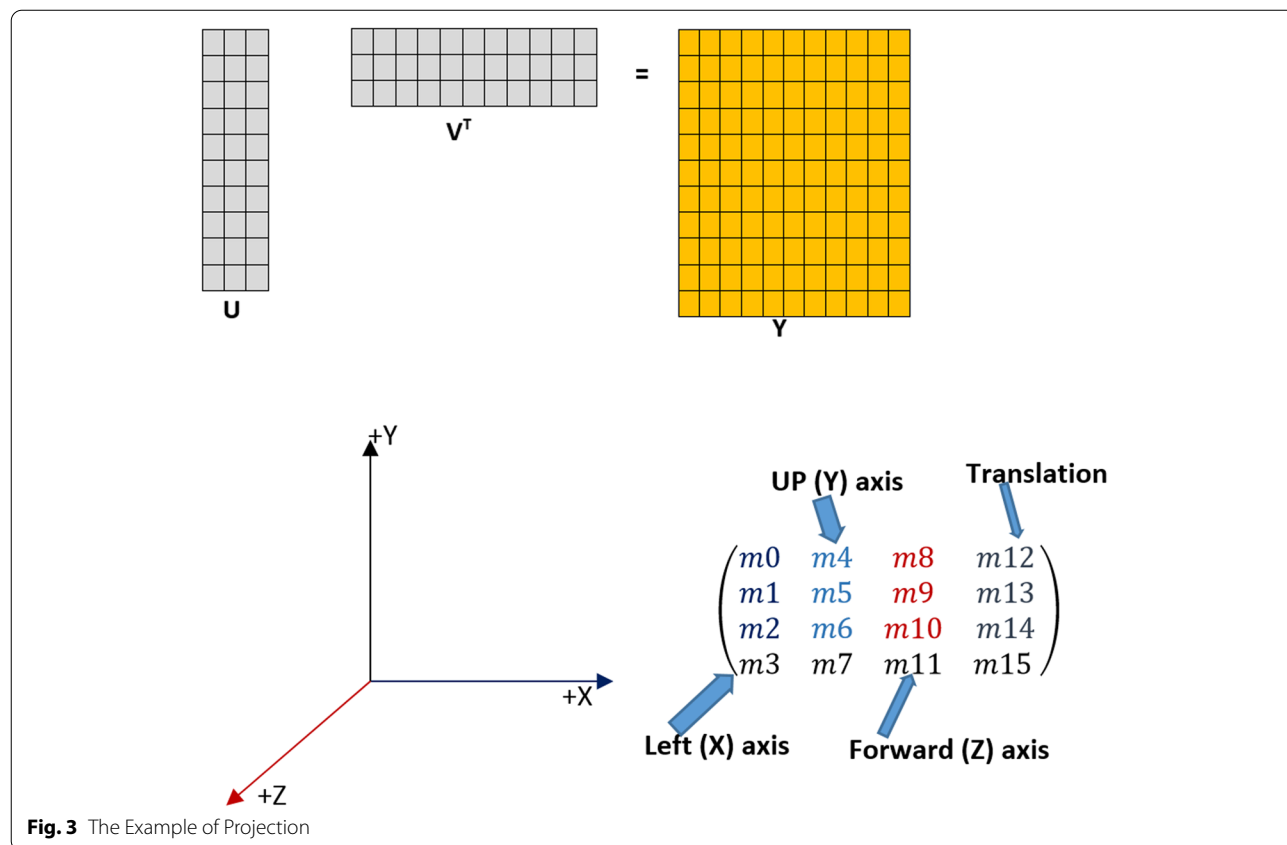 =
V^T
U
Y
+Y
+X
+Z
UP (Y) axis
Translation
m0 m4 m8 m12
m1 m5 m9 m13
m2 m6 m10 m14
m3 m7 m11 m15
Left (X) axis
Forward (Z) axis
Fig. 3 The Example of Projection